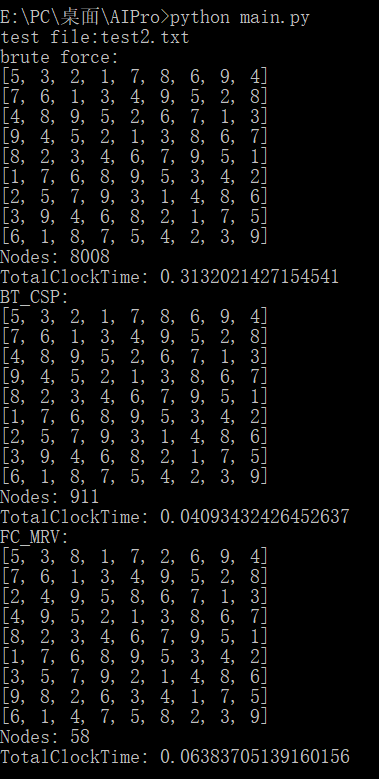 E:\PC\桌面\AIPro>python main.py
test file:test2.txt
brute force:
[5, 3, 2, 1, 7, 8, 6, 9, 4]
[7, 6, 1, 3, 4, 9, 5, 2, 8]
[4, 8, 9, 5, 2, 6, 7, 1, 3]
[9, 4, 5, 2, 1, 3, 8, 6, 7]
[8, 2, 3, 4, 6, 7, 9, 5, 1]
[1, 7, 6, 8, 9, 5, 3, 4, 2]
[2, 5, 7, 9, 3, 1, 4, 8, 6]
[3, 9, 4, 6, 8, 2, 1, 7, 5]
[6, 1, 8, 7, 5, 4, 2, 3, 9]
Nodes: 8008
TotalClockTime: 0.3132021427154541
BT_CSP:
[5, 3, 2, 1, 7, 8, 6, 9, 4]
[7, 6, 1, 3, 4, 9, 5, 2, 8]
[4, 8, 9, 5, 2, 6, 7, 1, 3]
[9, 4, 5, 2, 1, 3, 8, 6, 7]
[8, 2, 3, 4, 6, 7, 9, 5, 1]
[1, 7, 6, 8, 9, 5, 3, 4, 2]
[2, 5, 7, 9, 3, 1, 4, 8, 6]
[3, 9, 4, 6, 8, 2, 1, 7, 5]
[6, 1, 8, 7, 5, 4, 2, 3, 9]
Nodes: 911
TotalClockTime: 0.04093432426452637
FC_MRV:
[5, 3, 8, 1, 7, 2, 6, 9, 4]
[7, 6, 1, 3, 4, 9, 5, 2, 8]
[2, 4, 9, 5, 8, 6, 7, 1, 3]
[4, 9, 5, 2, 1, 3, 8, 6, 7]
[8, 2, 3, 4, 6, 7, 9, 5, 1]
[1, 7, 6, 8, 9, 5, 3, 4, 2]
[3, 5, 7, 9, 2, 1, 4, 8, 6]
[9, 8, 2, 6, 3, 4, 1, 7, 5]
[6, 1, 4, 7, 5, 8, 2, 3, 9]
Nodes: 58
TotalClockTime: 0.06383705139160156